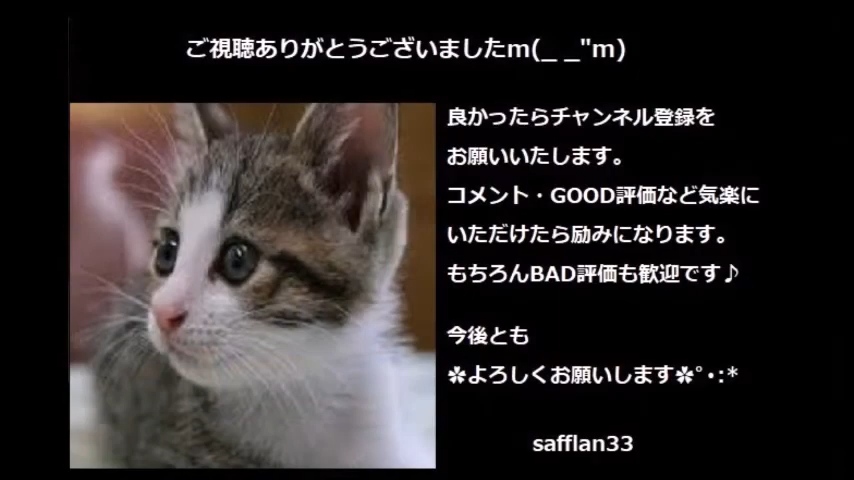 ご視聴ありがとうございましたm(_ _"m)
良かったらチャンネル登録を
お願いいたします。
コメント・GOOD評価など気楽に
いただけたら励みになります。
もちろんBAD評価も歓迎です♪
今後とも
✿よろしくお願いします✿ﾟ･:*
safflan33